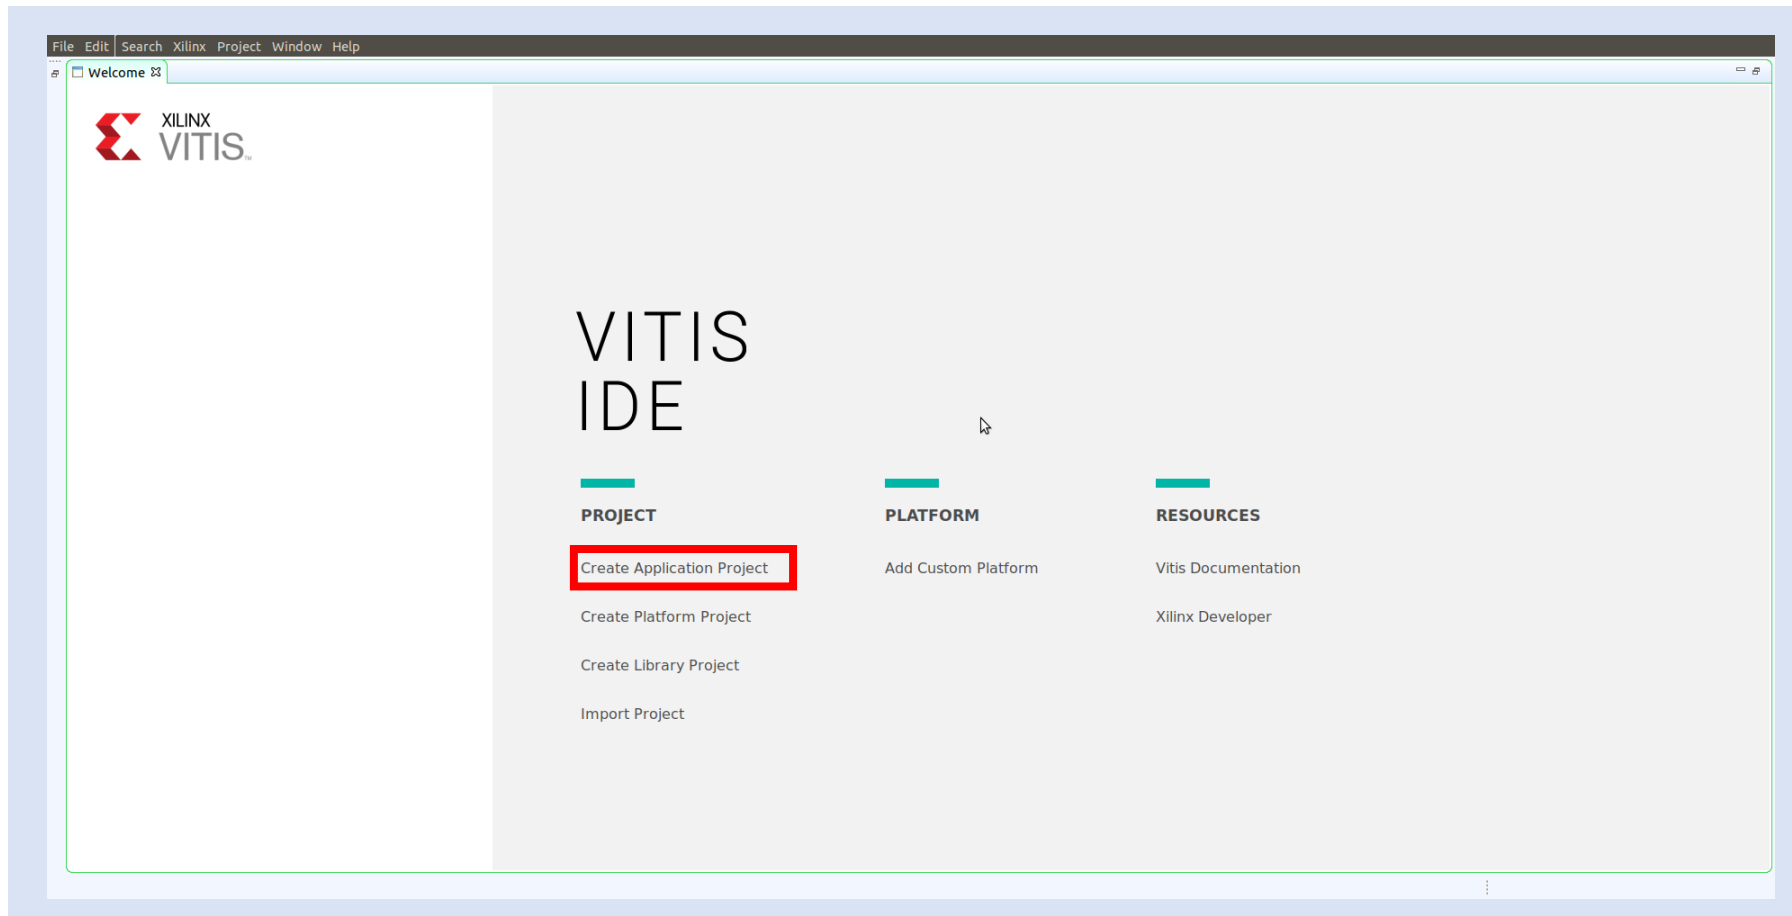 File Edit Search Xilinx Project Window Help
Welcome
XILINX
VITIS™
VITIS
IDE
PROJECT
Create Application Project
Create Platform Project
Create Library Project
Import Project
PLATFORM
Add Custom Platform
RESOURCES
Vitis Documentation
Xilinx Developer